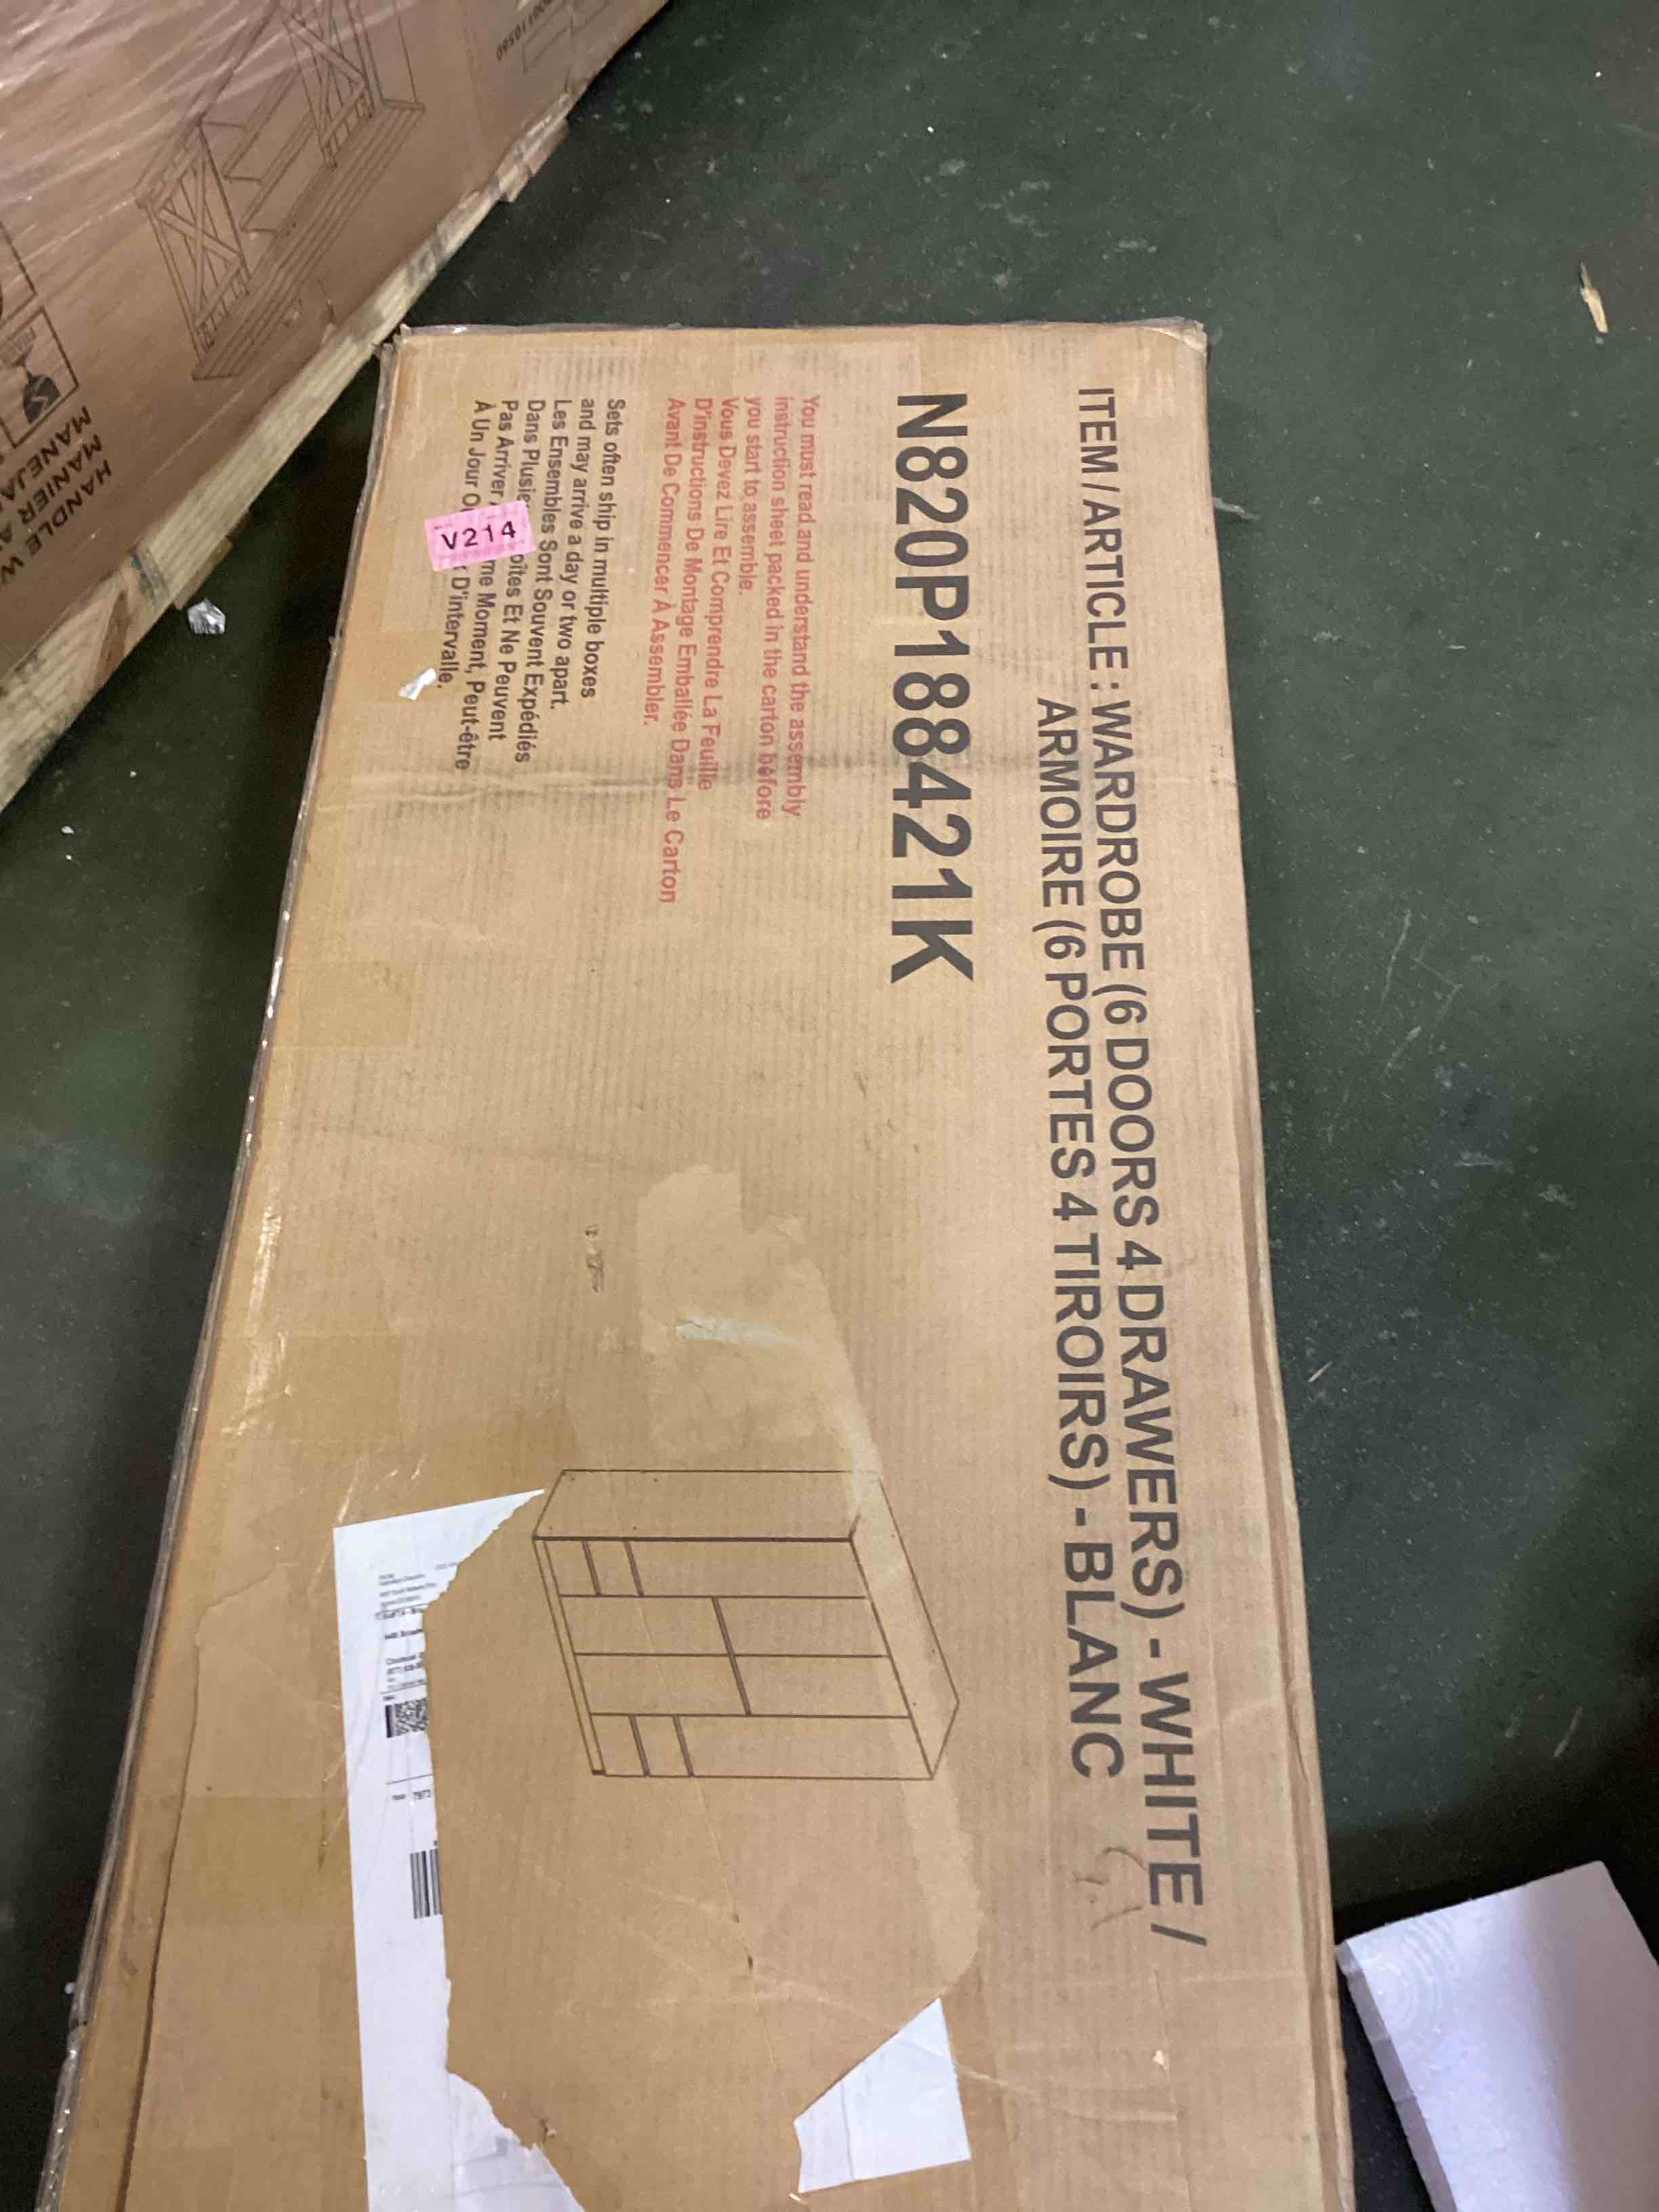 ITEM / ARTICLE : WARDROBE (6 DOORS 4 DRAWERS) - WHITE /
ARMOIRE (6 PORTES 4 TIROIRS) - BLANC
N820P188421K
You must read and understand the assembly
instruction sheet packed in the carton before
you start to assemble.
Vous Devez Lire Et Comprendre La Feuille
D'instructions De Montage Emballée Dans Le Carton
Avant De Commencer À Assembler.
Sets often ship in multiple boxes
and may arrive a day or two apart.
Les Ensembles Sont Souvent Expédiés
Dans Plusie oîtes Et Ne Peuvent
Pas Arriver me Moment, Peut-être
À Un Jour O D'intervalle.
V214
HANDLE W
MANIER A
MANEJA
7973